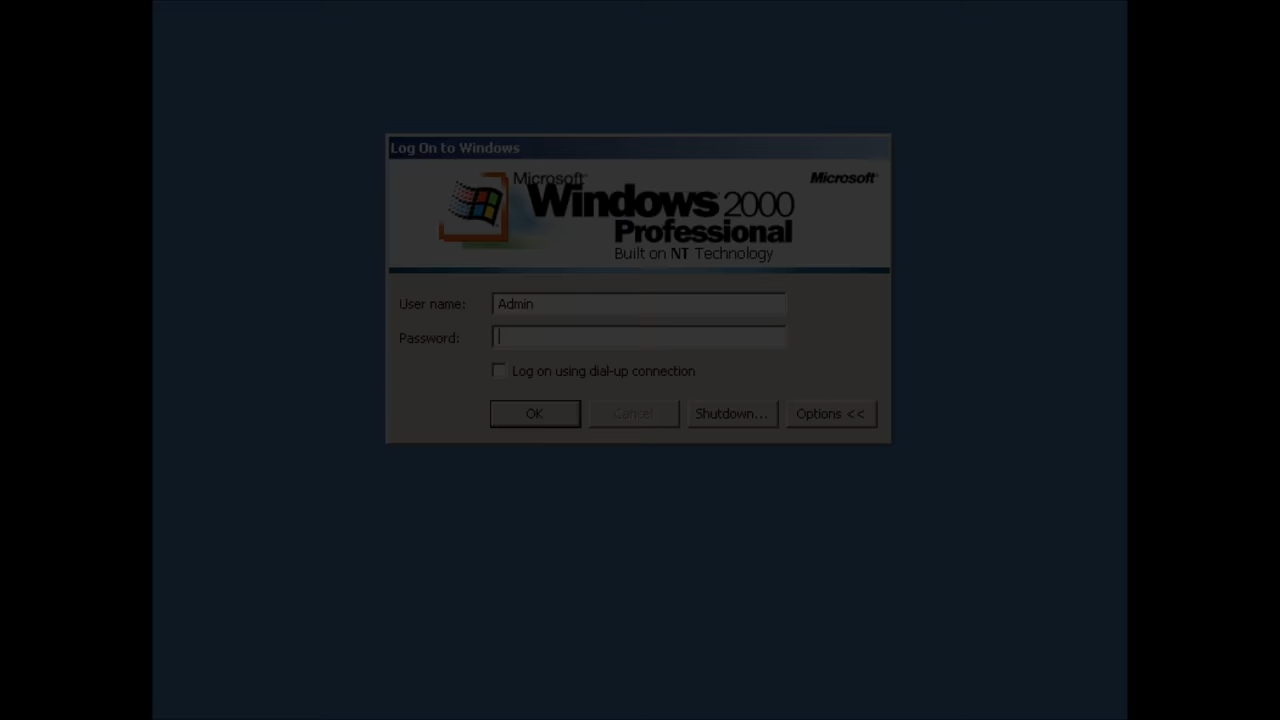 Log On to Windows
Microsoft
Microsoft
Windows 2000
Professional
Built on NT Technology
User name: Admin
Password:
Log on using dial-up connection
OK Cancel Shutdown... Options <<